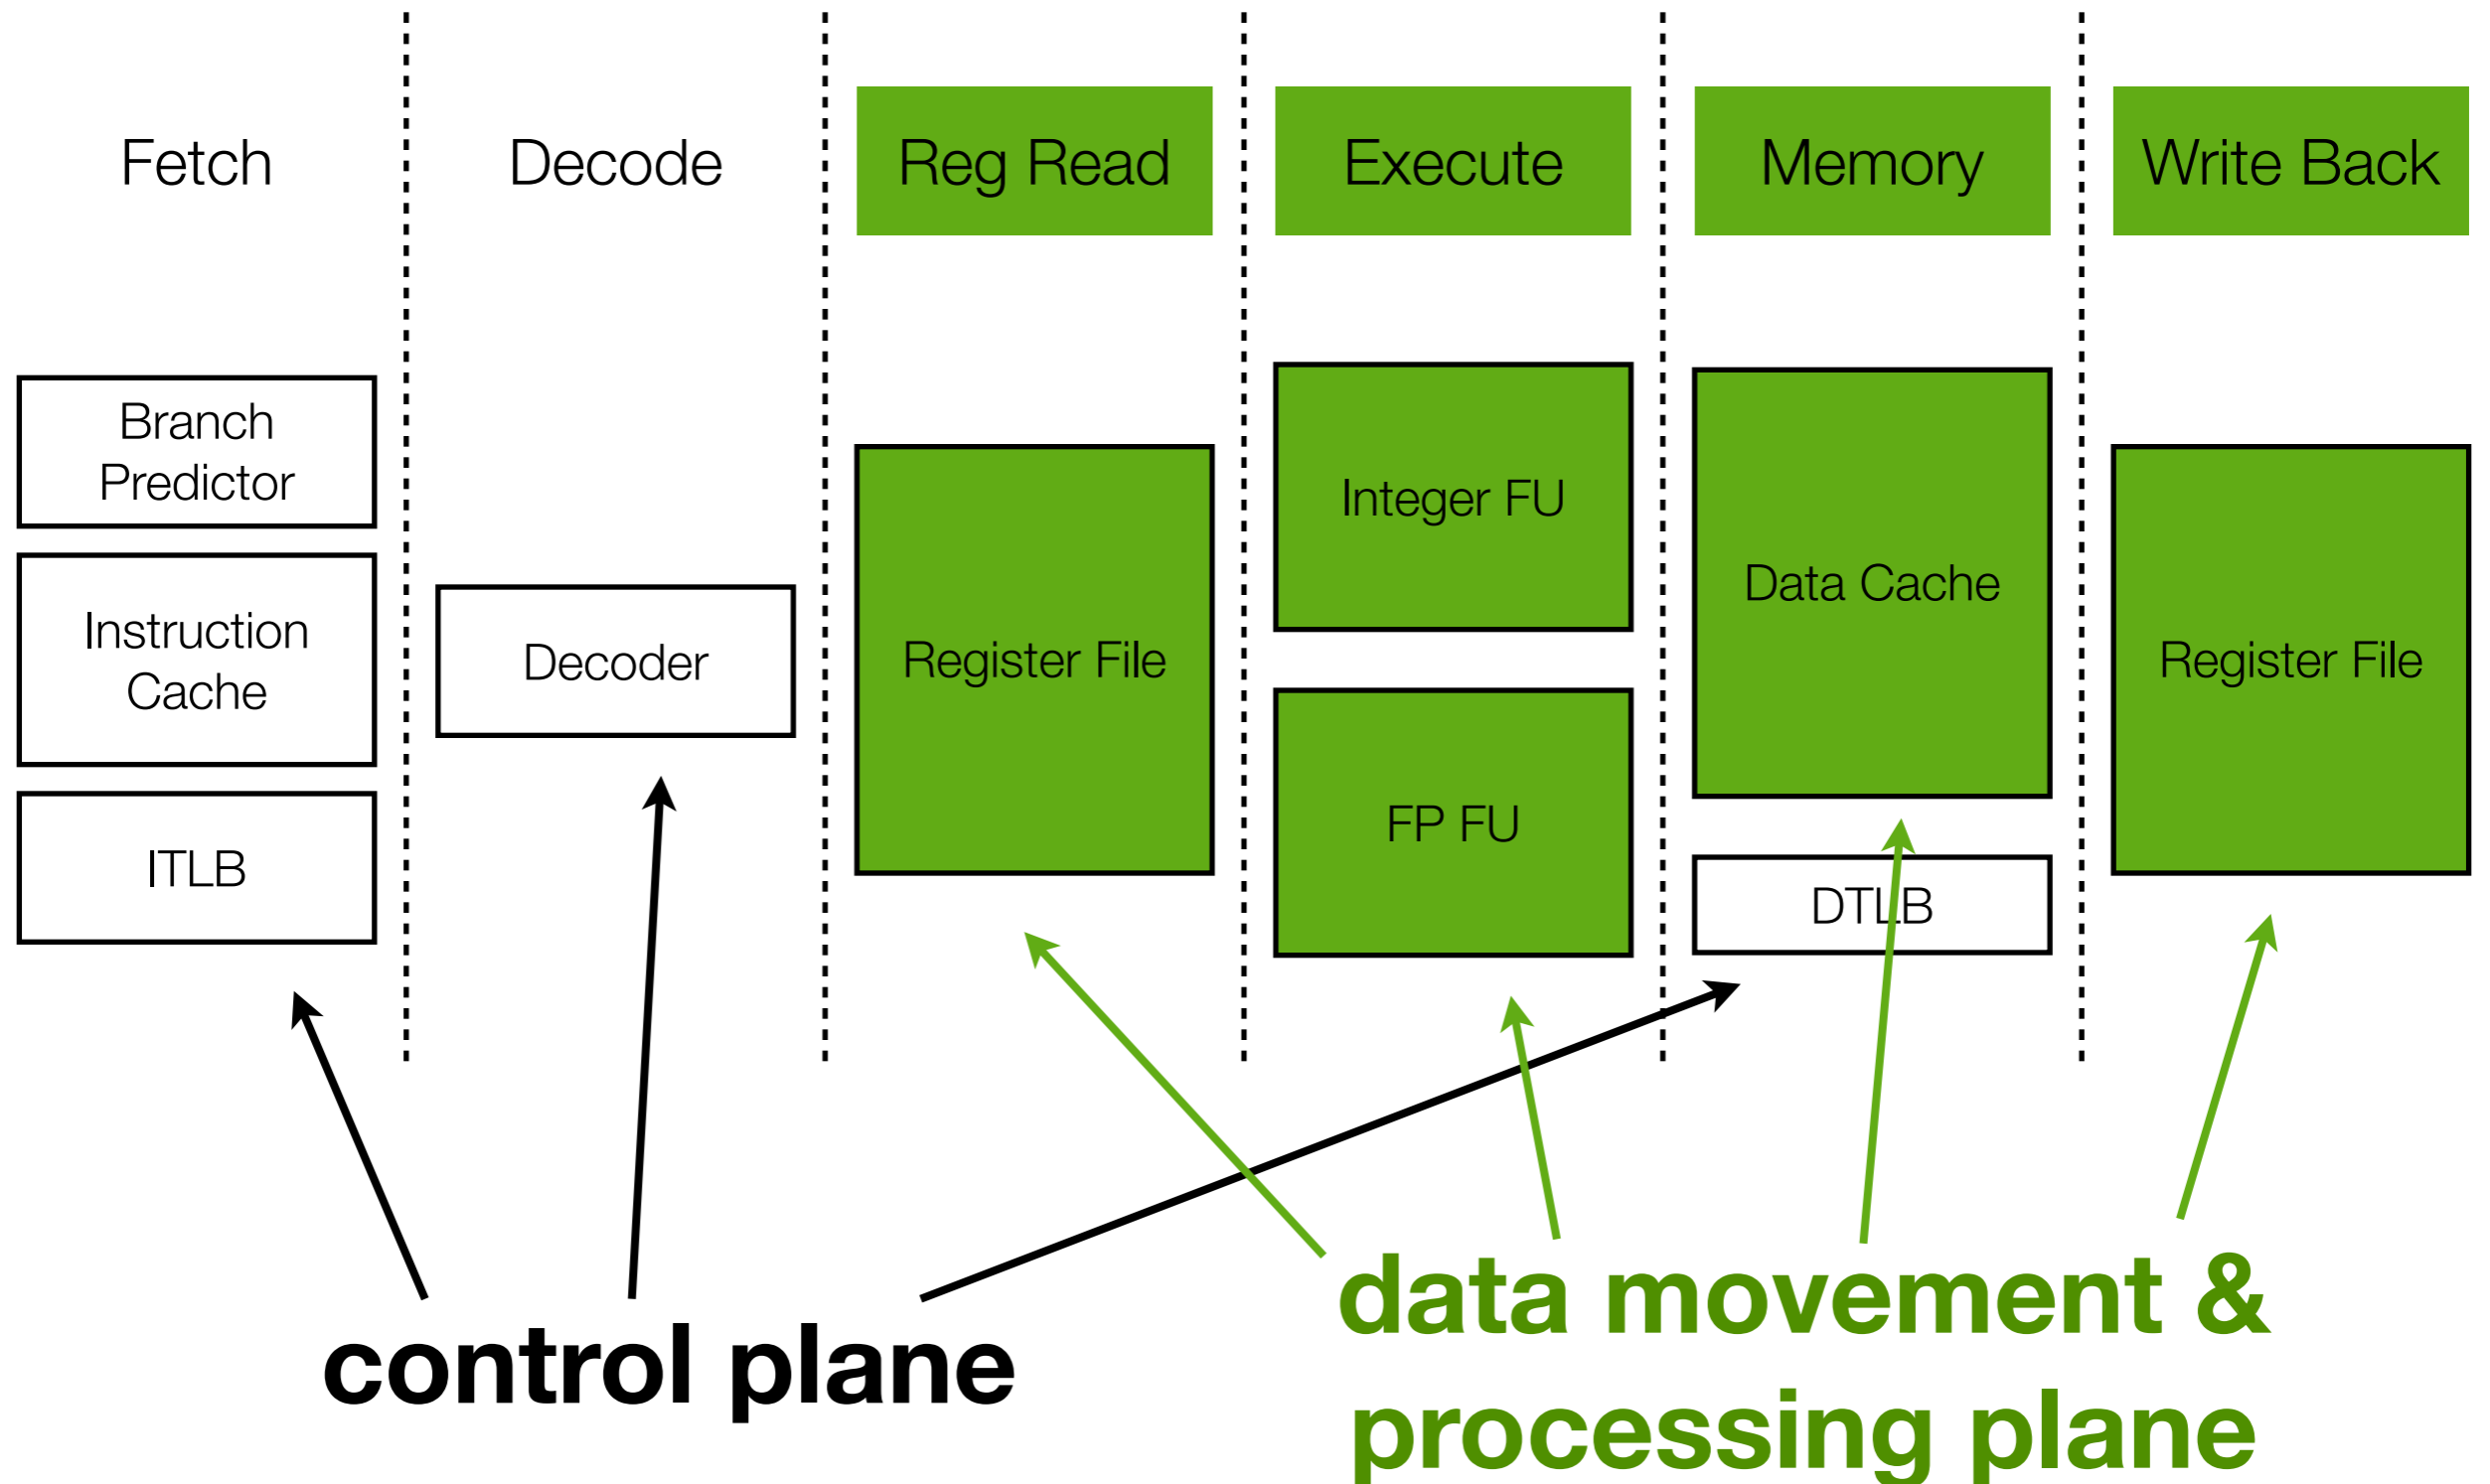 Fetch
Decode
Reg Read
Execute
Memory
Write Back
Branch
Predictor
Instruction
Cache
ITLB
Decoder
Register File
Integer FU
FP FU
Data Cache
DTLB
Register File
control plane
data movement &
processing plane